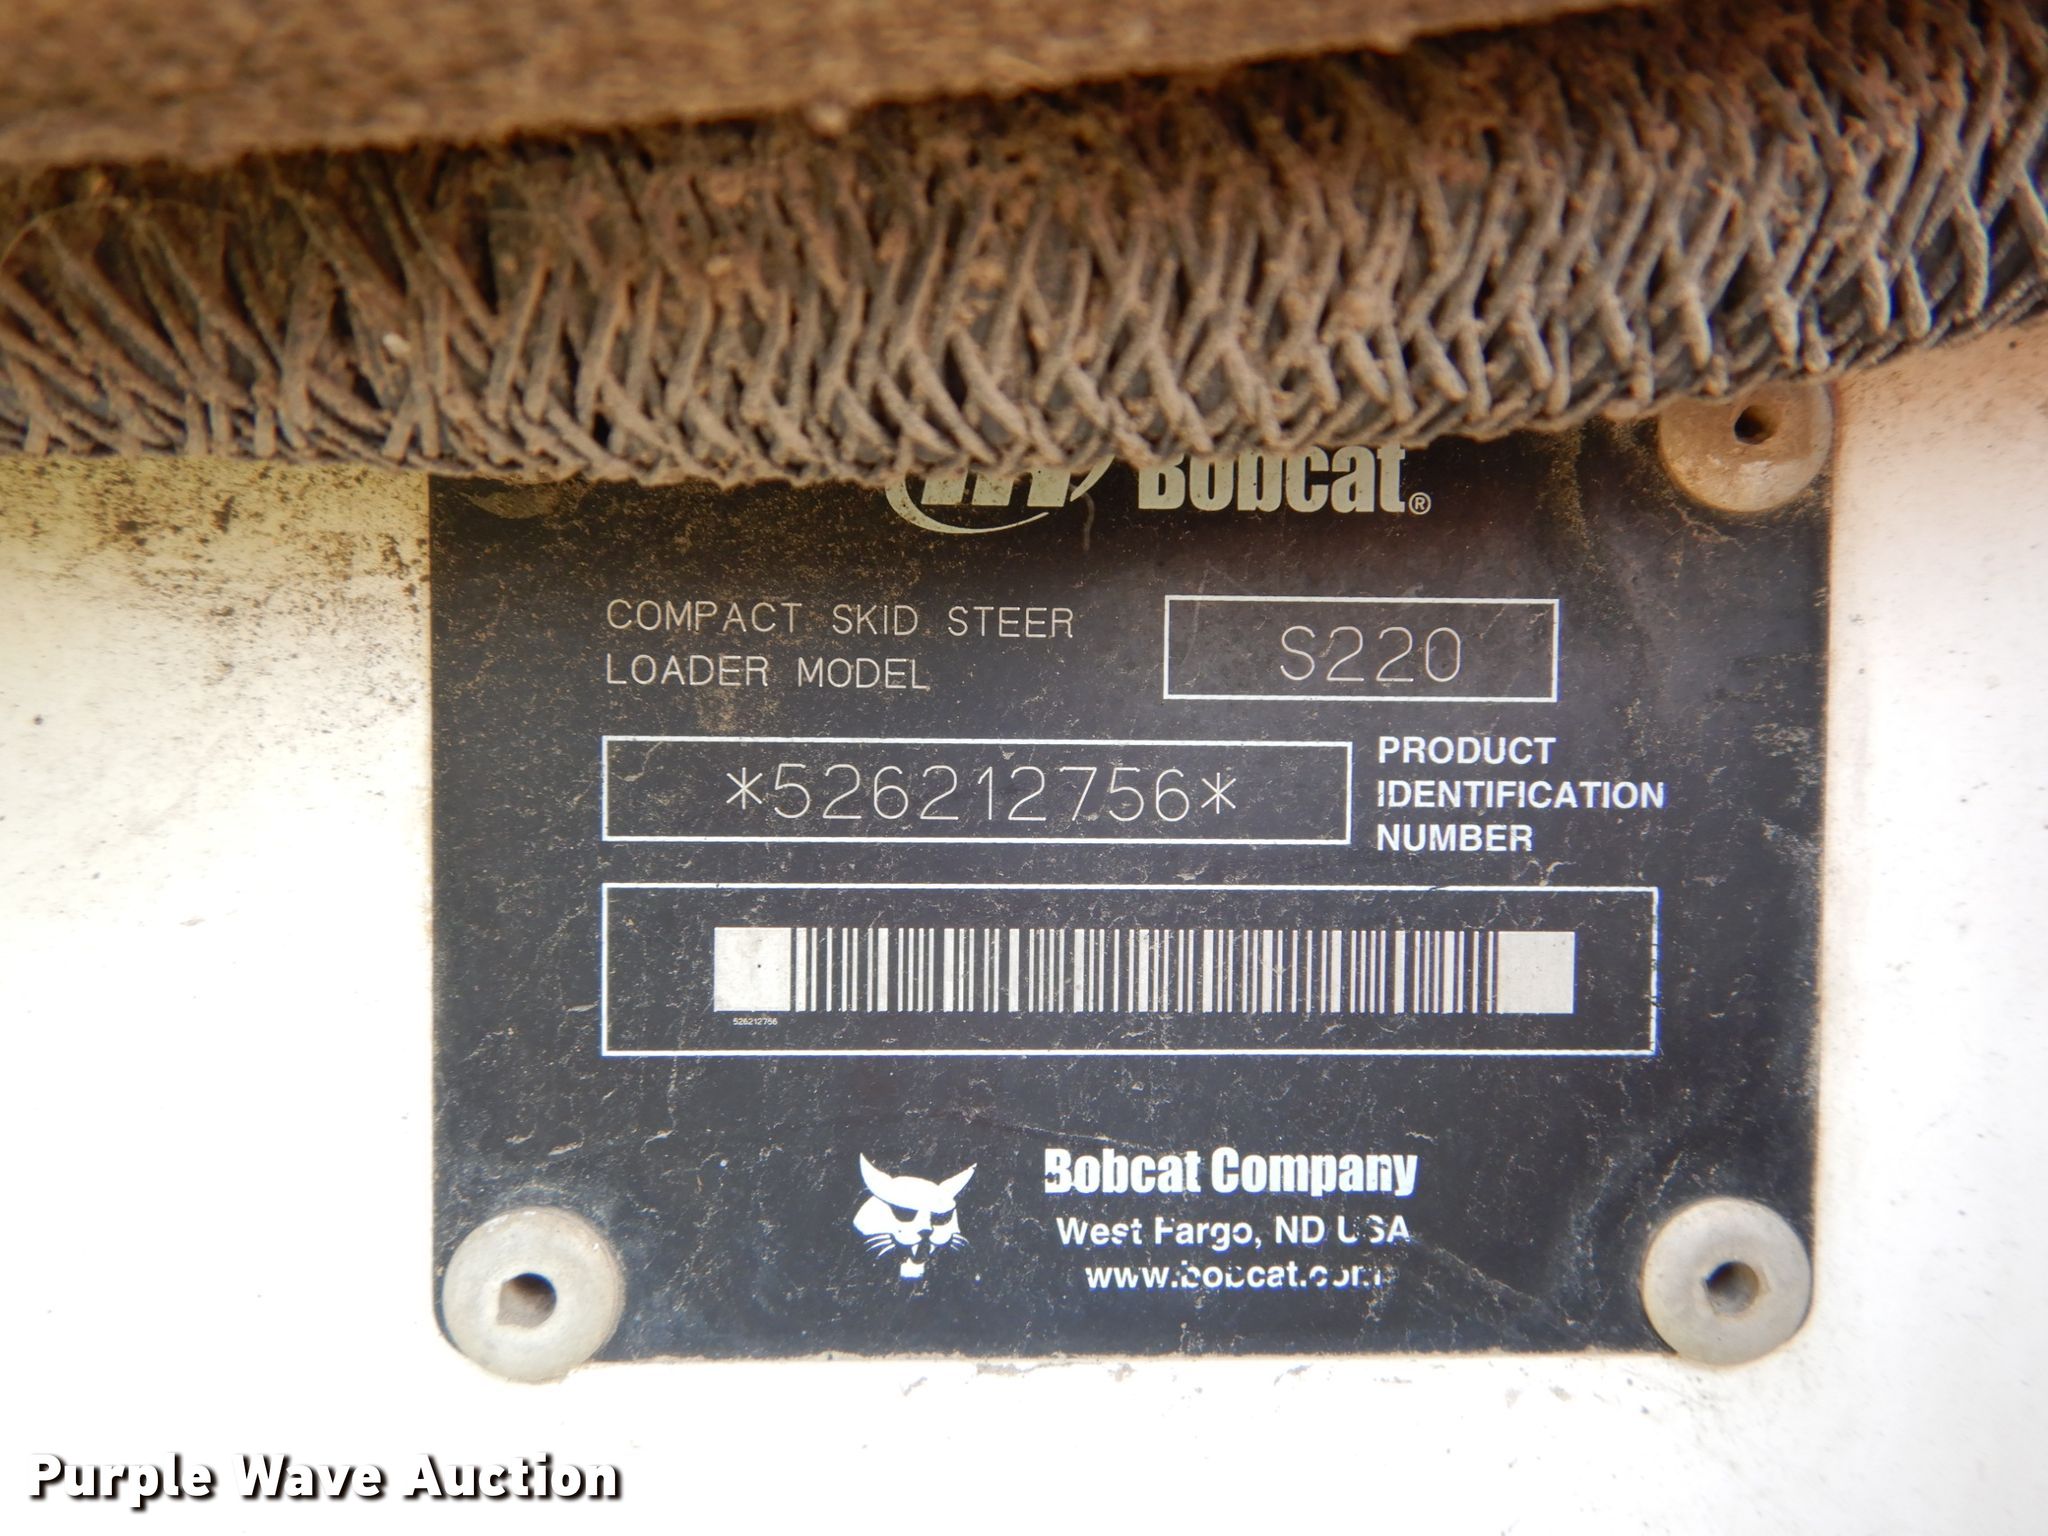 Bobcat®
COMPACT SKID STEER
LOADER MODEL
S220
*526212756*
PRODUCT
IDENTIFICATION
NUMBER
526212756
Bobcat Company
West Fargo, ND USA
www.bobcat.com
Purple Wave Auction